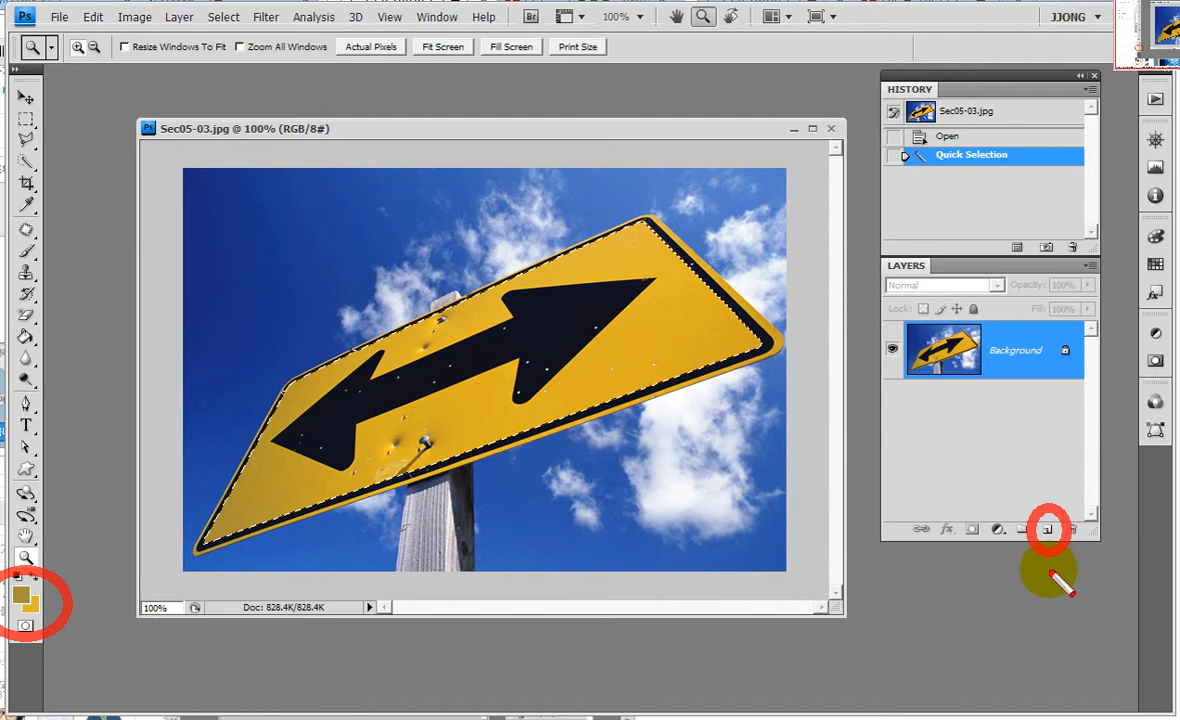 Ps File Edit Image Layer Select Filter Analysis 3D View Window Help Br 100% JJONG
Resize Windows To Fit Zoom All Windows Actual Pixels Fit Screen Fill Screen Print Size
HISTORY
Sec05-03.jpg
Open
Quick Selection
Ps Sec05-03.jpg @ 100% (RGB/8#)
LAYERS
Normal Opacity: 100%
Lock: Fill: 100%
Background
fx
T
100% Doc: 828.4K/828.4K